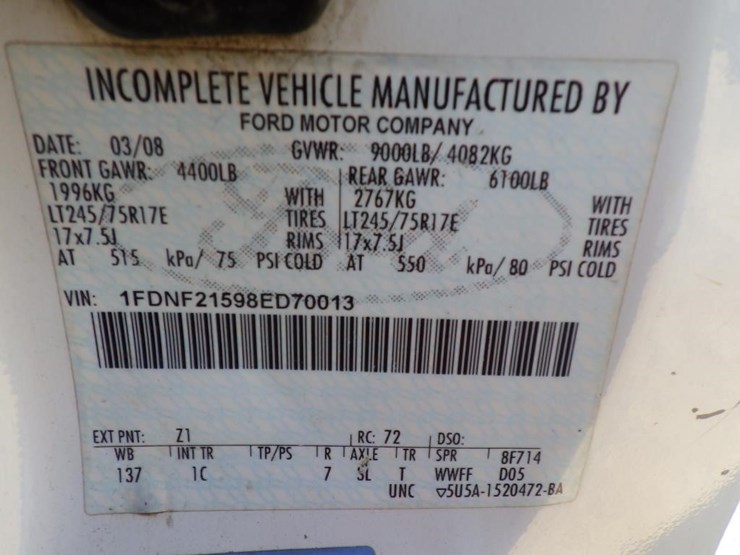 INCOMPLETE VEHICLE MANUFACTURED BY
FORD MOTOR COMPANY
DATE: 03/08 GVWR: 9000LB/ 4082KG
FRONT GAWR: 4400LB REAR GAWR: 6100LB
1996KG WITH 2767KG WITH
LT245/75R17E TIRES LT245/75R17E TIRES
17x7.5J RIMS 17x7.5J RIMS
AT 515 kPa/ 75 PSI COLD AT 550 kPa/ 80 PSI COLD
VIN: 1FDNF21598ED70013
EXT PNT: Z1 RC: 72 DSO:
WB INT TR TP/PS R AXLE TR SPR 8F714
137 1C 7 SL T WWFF D05
UNC ▽5U5A-1520472-BA